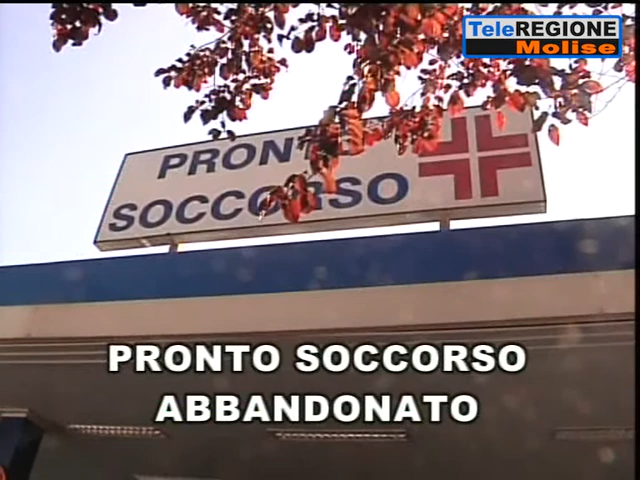 TeleREGIONE
Molise
PRONTO
SOCCORSO
PRONTO SOCCORSO
ABBANDONATO